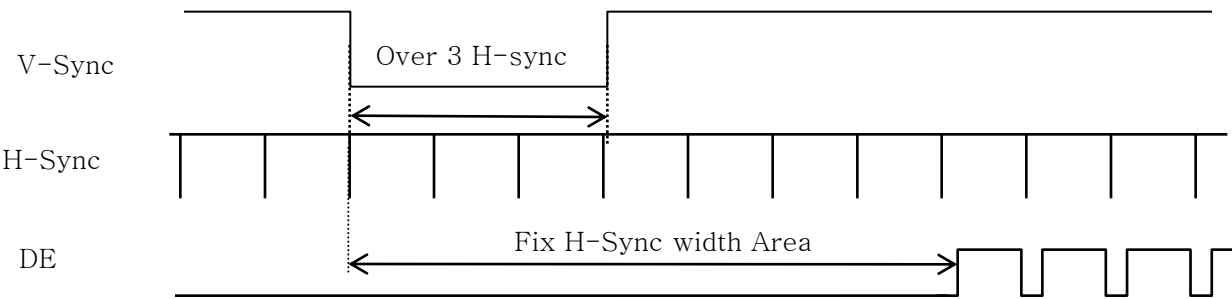 V-Sync
Over 3 H-sync
H-Sync
DE
Fix H-Sync width Area